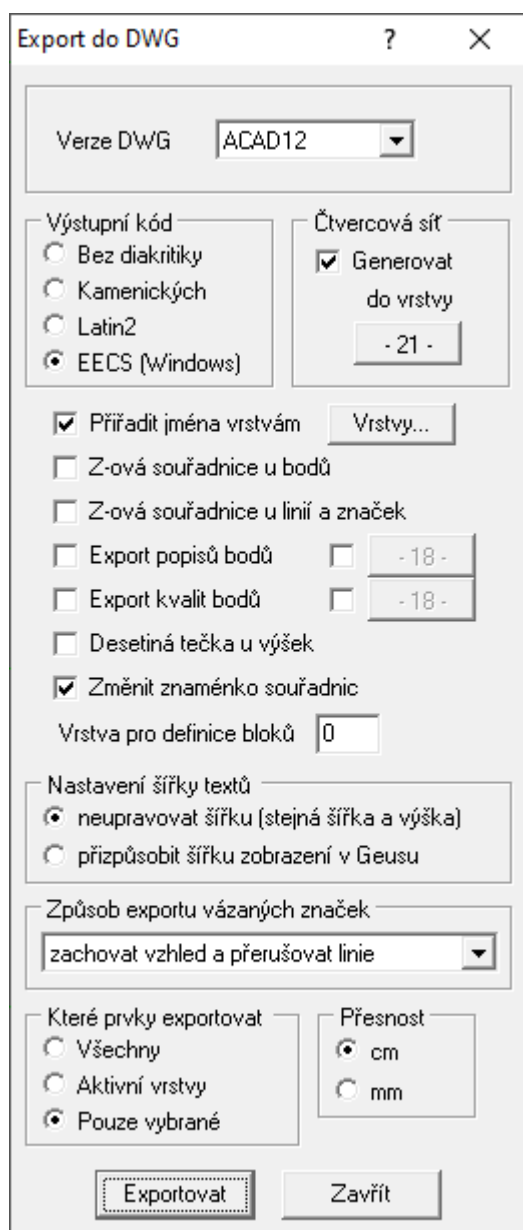 Export do DWG ? ×
Verze DWG ACAD12
Výstupní kód
Bez diakritiky
Kamenických
Latin2
EECS (Windows)
Čtvercová síť
Generovat
do vrstvy
- 21 -
Přiřadit jména vrstvám Vrstvy...
Z-ová souřadnice u bodů
Z-ová souřadnice u linií a značek
Export popisů bodů - 18 -
Export kvalit bodů - 18 -
Desetiná tečka u výšek
Změnit znaménko souřadnic
Vrstva pro definice bloků 0
Nastavení šířky textů
neupravovat šířku (stejná šířka a výška)
přizpůsobit šířku zobrazení v Geusu
Způsob exportu vázaných značek
zachovat vzhled a přerušovat linie
Které prvky exportovat
Všechny
Aktivní vrstvy
Pouze vybrané
Přesnost
cm
mm
Exportovat Zavřít